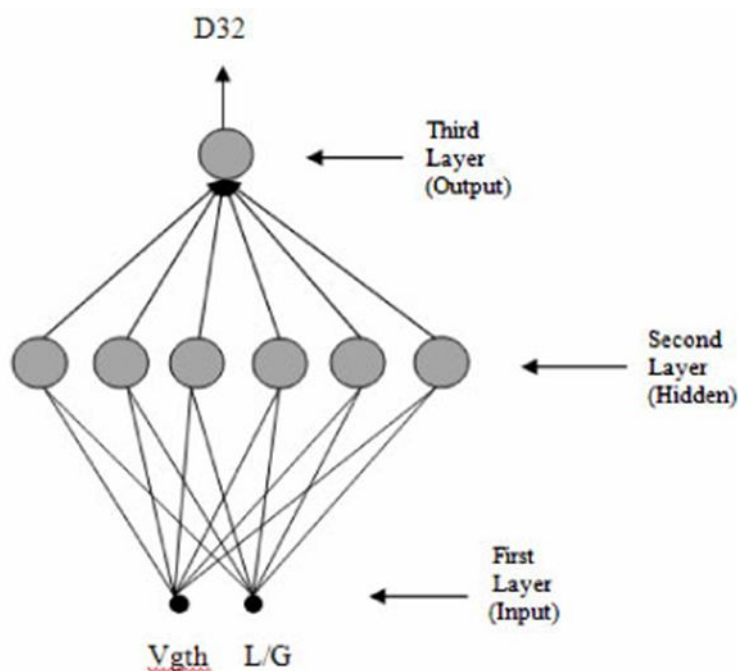 D32
Third
Layer
(Output)
Second
Layer
(Hidden)
First
Layer
(Input)
Vgth L/G